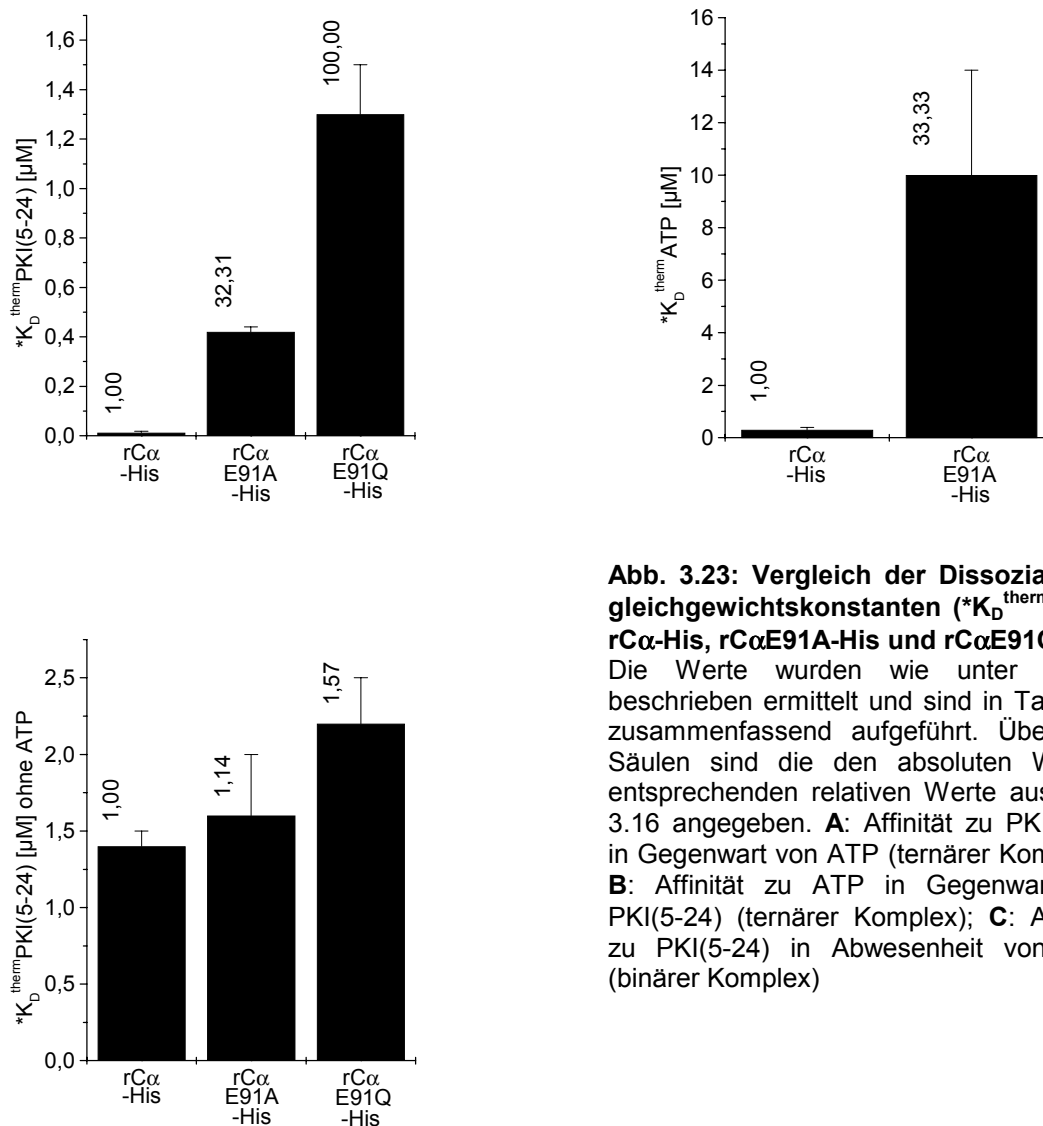 1,6
1,4
1,2
1,0
0,8
0,6
0,4
0,2
0,0
*K_D^therm PKI(5-24) [µM]
1,00
32,31
100,00
rCα
-His
rCα
E91A
-His
rCα
E91Q
-His
16
14
12
10
8
6
4
2
0
*K_D^therm ATP [µM]
1,00
33,33
rCα
-His
rCα
E91A
-His
2,5
2,0
1,5
1,0
0,5
0,0
*K_D^therm PKI(5-24) [µM] ohne ATP
1,00
1,14
1,57
rCα
-His
rCα
E91A
-His
rCα
E91Q
-His
Abb. 3.23: Vergleich der Dissozia
gleichgewichtskonstanten (*K_D^therm
rCα-His, rCαE91A-His und rCαE91
Die Werte wurden wie unter
beschrieben ermittelt und sind in Ta
zusammenfassend aufgeführt. Übe
Säulen sind die den absoluten W
entsprechenden relativen Werte aus
3.16 angegeben. A: Affinität zu PK
in Gegenwart von ATP (ternärer Kom
B: Affinität zu ATP in Gegenwar
PKI(5-24) (ternärer Komplex); C: A
zu PKI(5-24) in Abwesenheit von
(binärer Komplex)